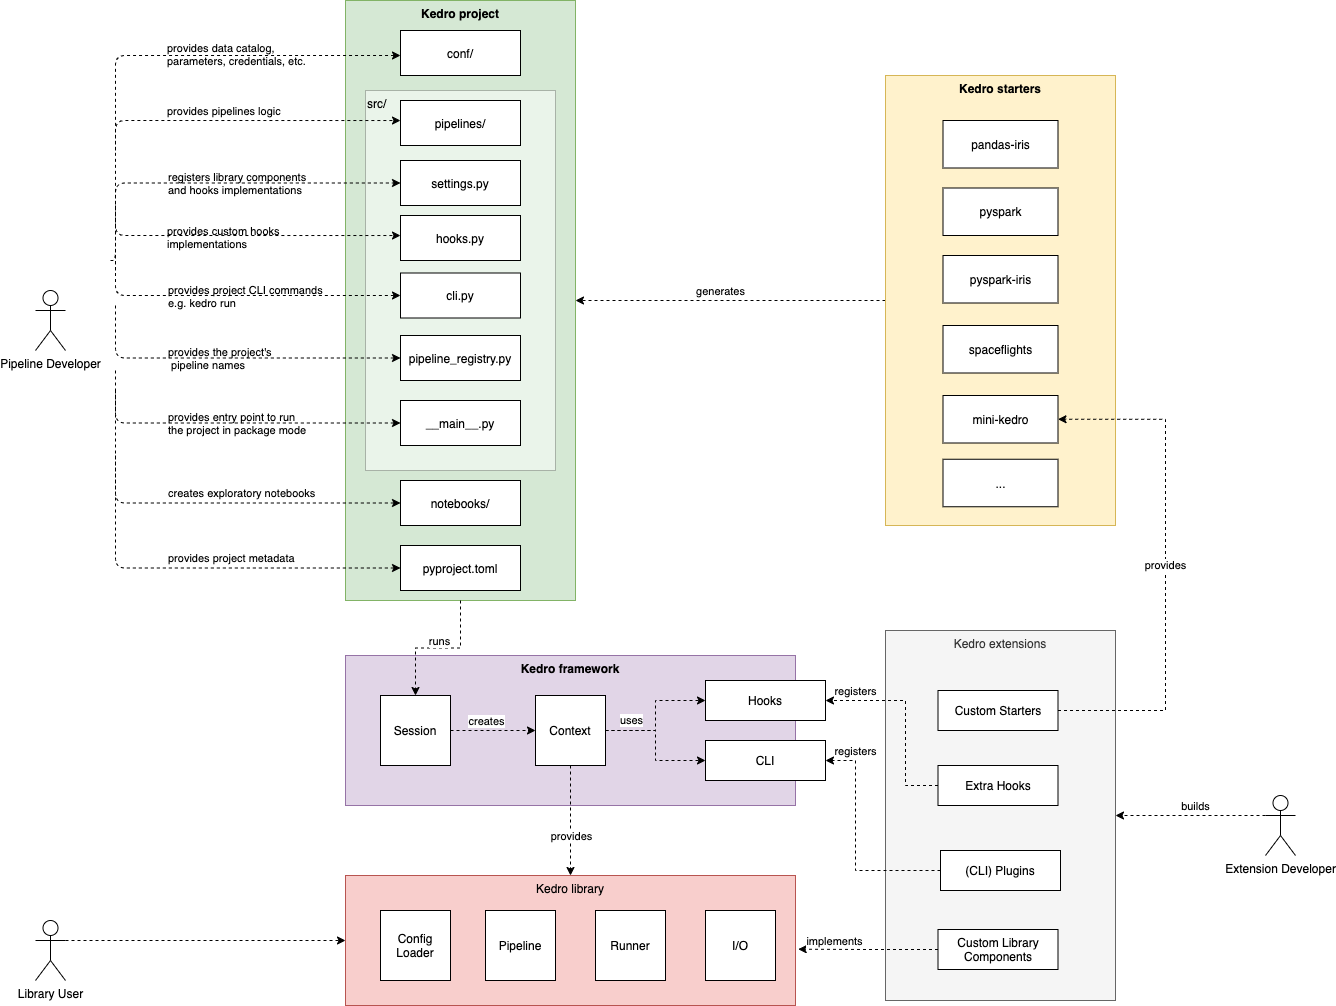 Kedro project
provides data catalog,
parameters, credentials, etc.
conf/
src/
provides pipelines logic
pipelines/
registers library components
and hooks implementations
settings.py
provides custom hooks
implementations
hooks.py
provides project CLI commands
e.g. kedro run
cli.py
provides the project's
pipeline names
pipeline_registry.py
provides entry point to run
the project in package mode
__main__.py
creates exploratory notebooks
notebooks/
provides project metadata
pyproject.toml
Pipeline Developer
generates
Kedro starters
pandas-iris
pyspark
pyspark-iris
spaceflights
mini-kedro
...
provides
runs
Kedro framework
Session
creates
Context
uses
Hooks
CLI
registers
registers
provides
Kedro extensions
Custom Starters
Extra Hooks
(CLI) Plugins
Custom Library
Components
builds
Extension Developer
implements
Kedro library
Config
Loader
Pipeline
Runner
I/O
Library User